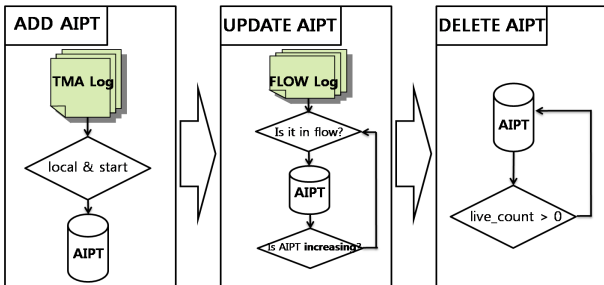 ADD AIPT
TMA Log
local & start
AIPT
UPDATE AIPT
FLOW Log
Is it in flow?
AIPT
Is AIPT increasing?
DELETE AIPT
AIPT
live_count > 0